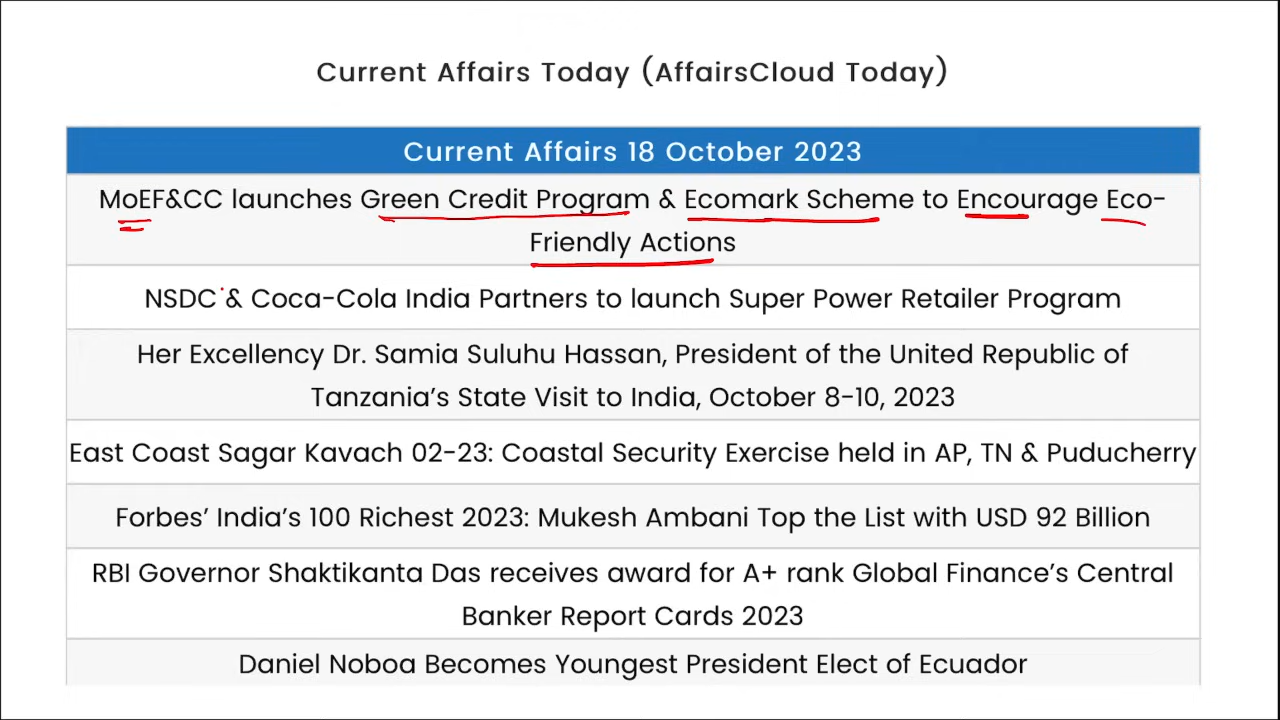 Current Affairs Today (AffairsCloud Today)
Current Affairs 18 October 2023
MoEF&CC launches Green Credit Program & Ecomark Scheme to Encourage Eco-
Friendly Actions
NSDC & Coca-Cola India Partners to launch Super Power Retailer Program
Her Excellency Dr. Samia Suluhu Hassan, President of the United Republic of
Tanzania’s State Visit to India, October 8-10, 2023
East Coast Sagar Kavach 02-23: Coastal Security Exercise held in AP, TN & Puducherry
Forbes’ India’s 100 Richest 2023: Mukesh Ambani Top the List with USD 92 Billion
RBI Governor Shaktikanta Das receives award for A+ rank Global Finance’s Central
Banker Report Cards 2023
Daniel Noboa Becomes Youngest President Elect of Ecuador